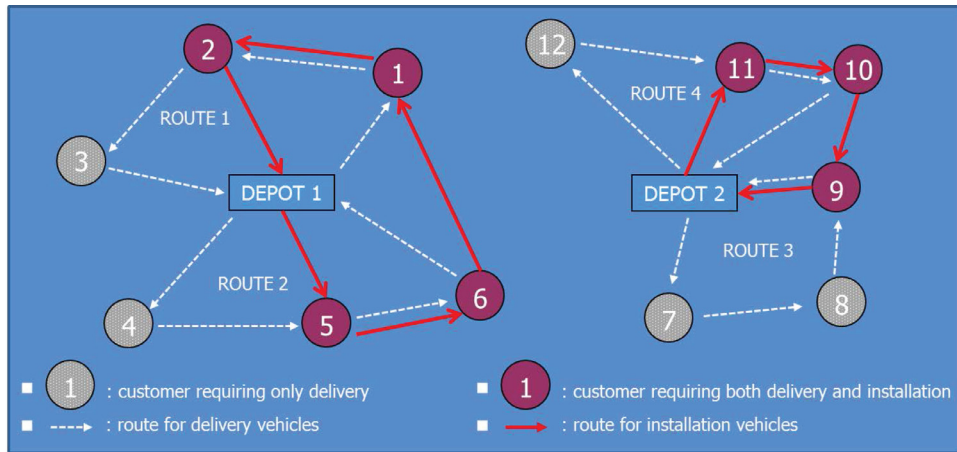 12
2
11
10
1
ROUTE 1
ROUTE 4
3
DEPOT 1
DEPOT 2
9
ROUTE 3
ROUTE 2
6
8
4
5
7
1 : customer requiring only delivery
1 : customer requiring both delivery and installation
: route for delivery vehicles
: route for installation vehicles